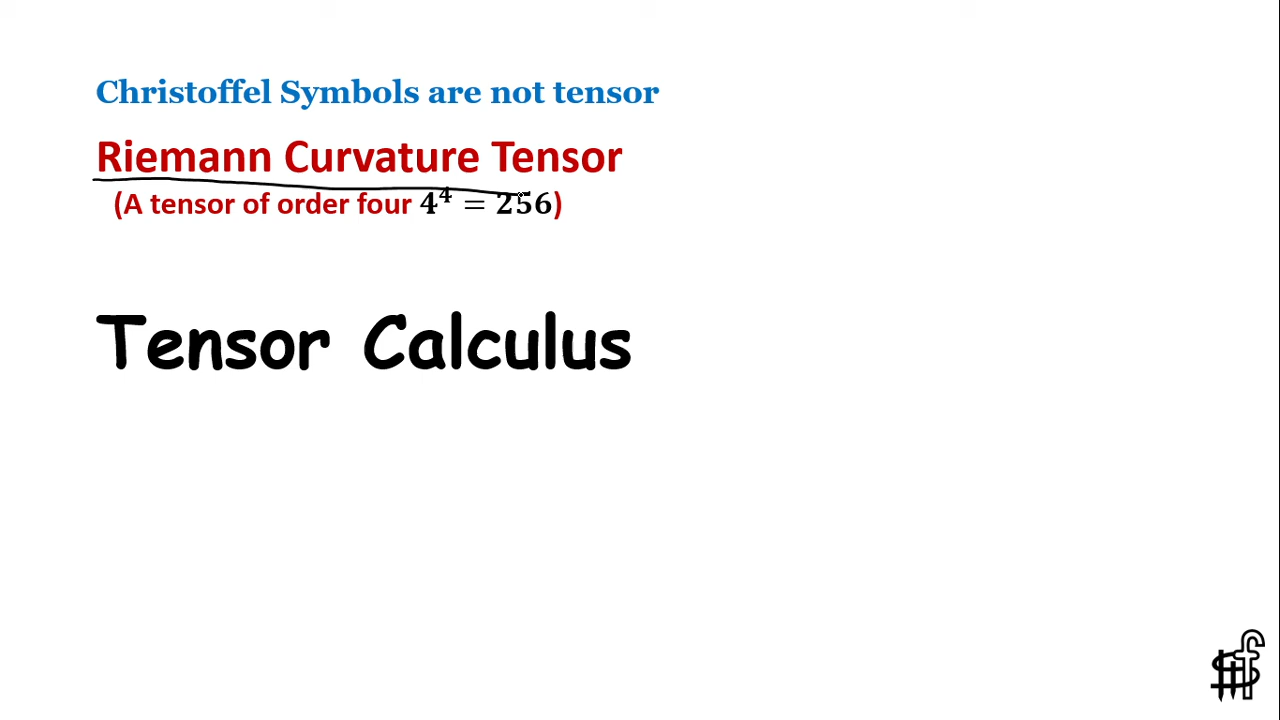 Christoffel Symbols are not tensor
Riemann Curvature Tensor
(A tensor of order four 4⁴ = 256)
Tensor Calculus